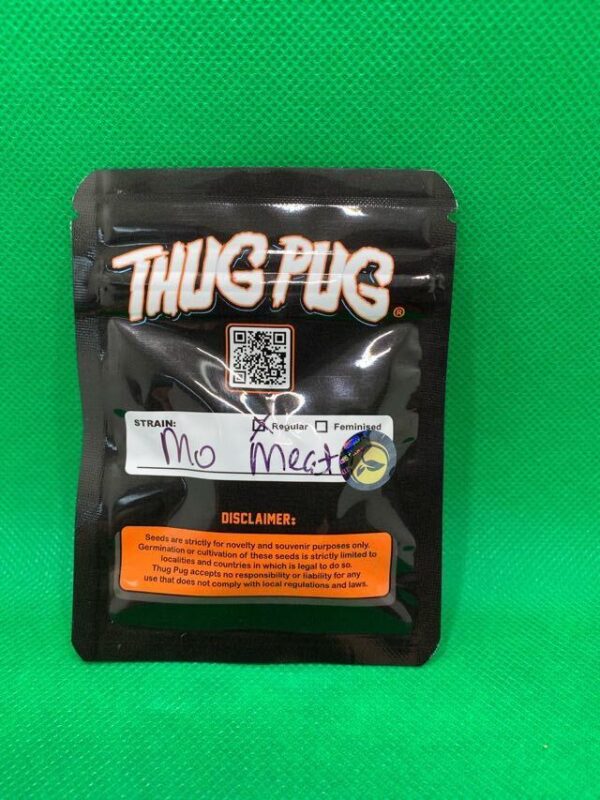 THUG PUG®
STRAIN: Regular Feminised
Mo Meat
DISCLAIMER:
Seeds are strictly for novelty and souvenir purposes only.
Germination or cultivation of these seeds is strictly limited to
localities and countries in which is legal to do so.
Thug Pug accepts no responsibility or liability for any
use that does not comply with local regulations and laws.